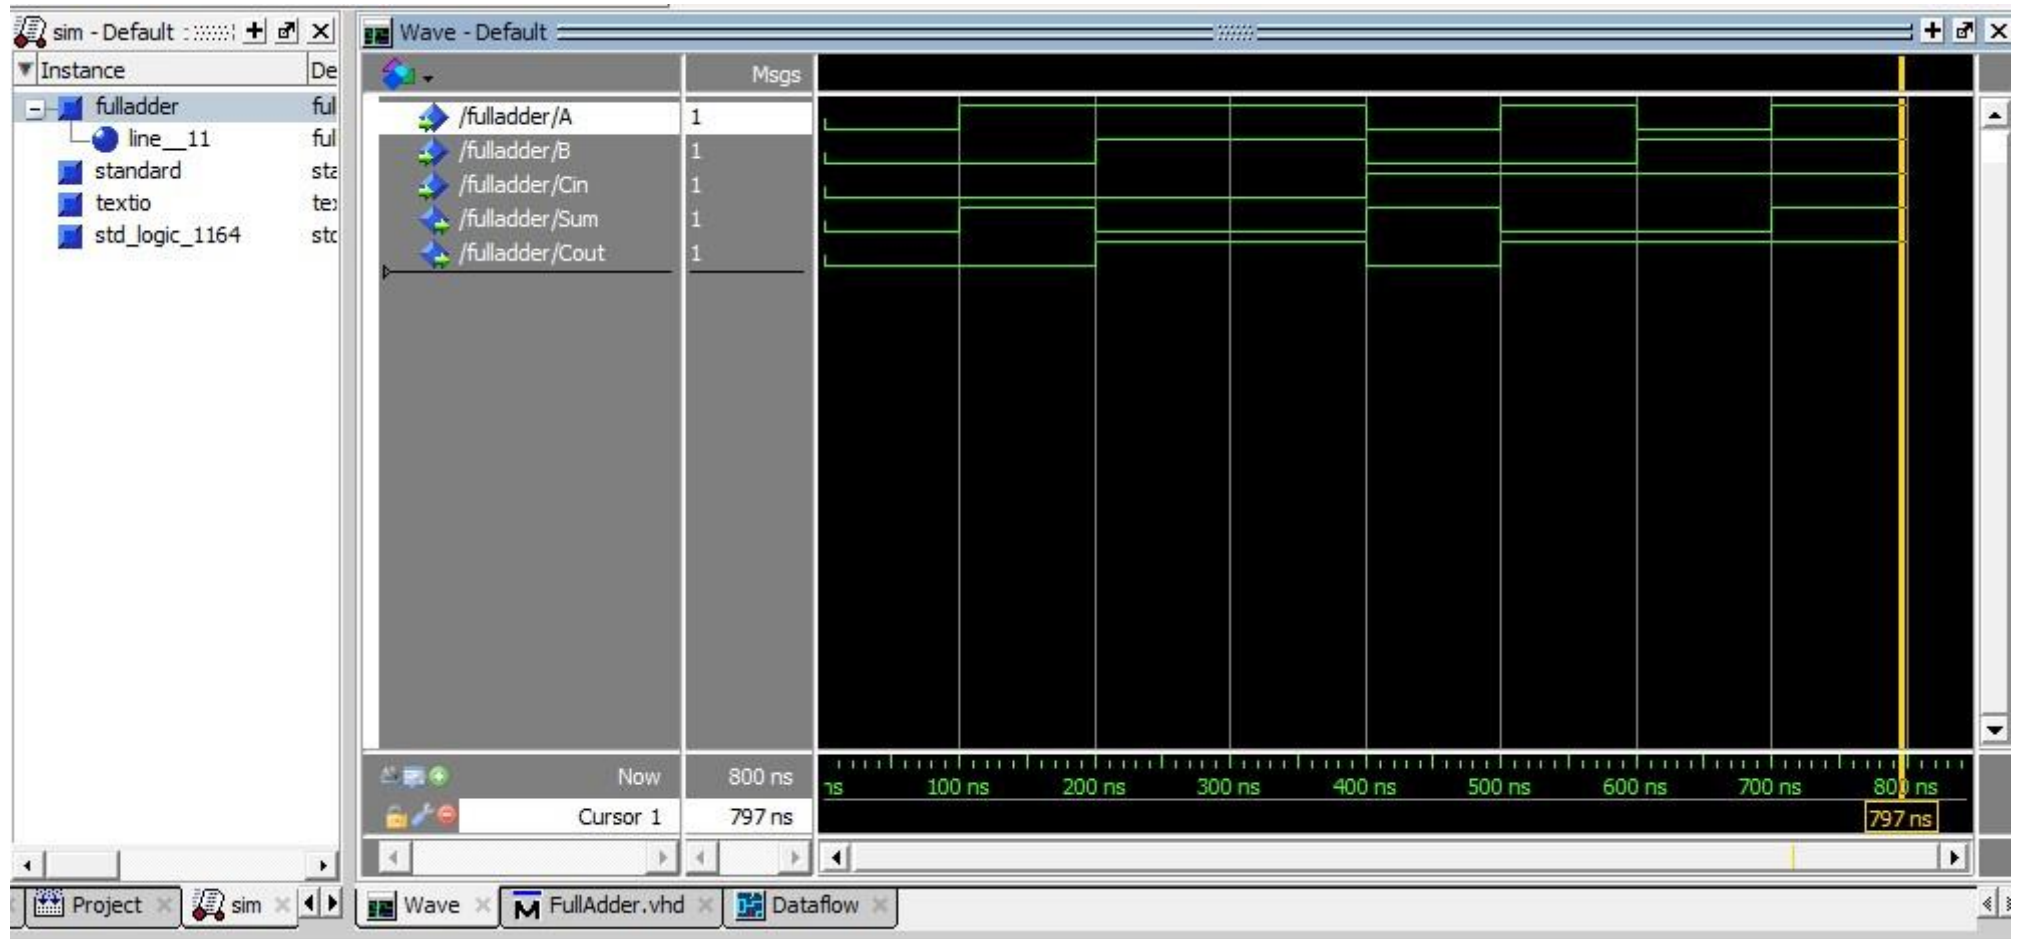 sim - Default
Instance De
fulladder ful
line__11 ful
standard sta
textio tex
std_logic_1164 std
Project
sim
Wave - Default
Msgs
/fulladder/A 1
/fulladder/B 1
/fulladder/Cin 1
/fulladder/Sum 1
/fulladder/Cout 1
Now 800 ns
Cursor 1 797 ns
ns 100 ns 200 ns 300 ns 400 ns 500 ns 600 ns 700 ns 800 ns
797 ns
Wave
FullAdder.vhd
Dataflow